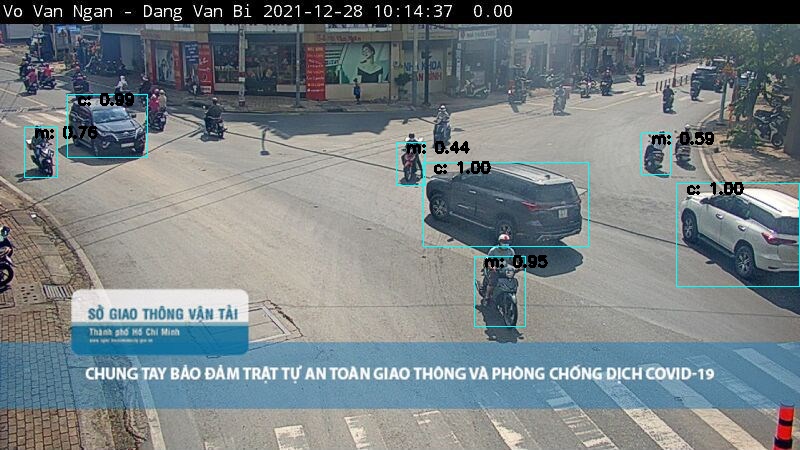 Vo Van Ngan - Dang Van Bi 2021-12-28 10:14:37 0.00
c: 0.99
m: 0.76
m: 0.44
c: 1.00
m: 0.59
c: 1.00
m: 0.95
NHA KHOA
SỞ GIAO THÔNG VẬN TẢI
Thành phố Hồ Chí Minh
CHUNG TAY BẢO ĐẢM TRẬT TỰ AN TOÀN GIAO THÔNG VÀ PHÒNG CHỐNG DỊCH COVID-19